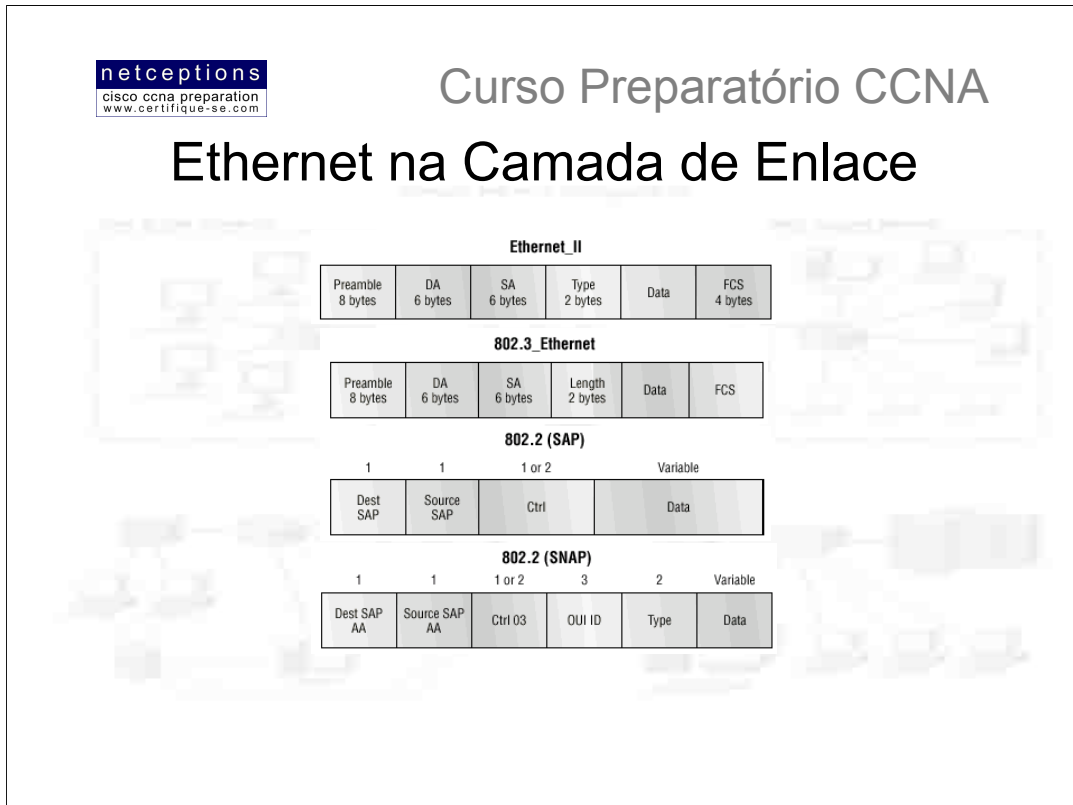 netceptions
cisco ccna preparation
www.certifique-se.com
Curso Preparatório CCNA
Ethernet na Camada de Enlace
Ethernet_II
Preamble 8 bytes
DA 6 bytes
SA 6 bytes
Type 2 bytes
Data
FCS 4 bytes
802.3_Ethernet
Preamble 8 bytes
DA 6 bytes
SA 6 bytes
Length 2 bytes
Data
FCS
802.2 (SAP)
1 1 1 or 2 Variable
Dest SAP
Source SAP
Ctrl
Data
802.2 (SNAP)
1 1 1 or 2 3 2 Variable
Dest SAP AA
Source SAP AA
Ctrl 03
OUI ID
Type
Data